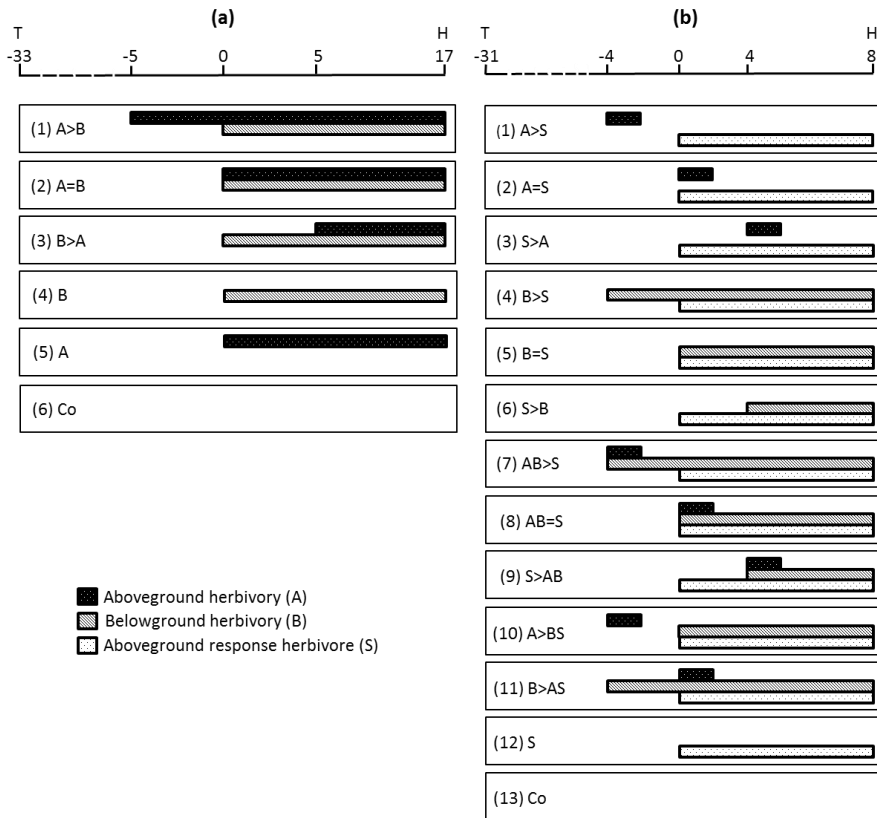 (a)
T H
-33 -5 0 5 17
(1) A>B
(2) A=B
(3) B>A
(4) B
(5) A
(6) Co
Aboveground herbivory (A)
Belowground herbivory (B)
Aboveground response herbivore (S)
(b)
T H
-31 -4 0 4 8
(1) A>S
(2) A=S
(3) S>A
(4) B>S
(5) B=S
(6) S>B
(7) AB>S
(8) AB=S
(9) S>AB
(10) A>BS
(11) B>AS
(12) S
(13) Co